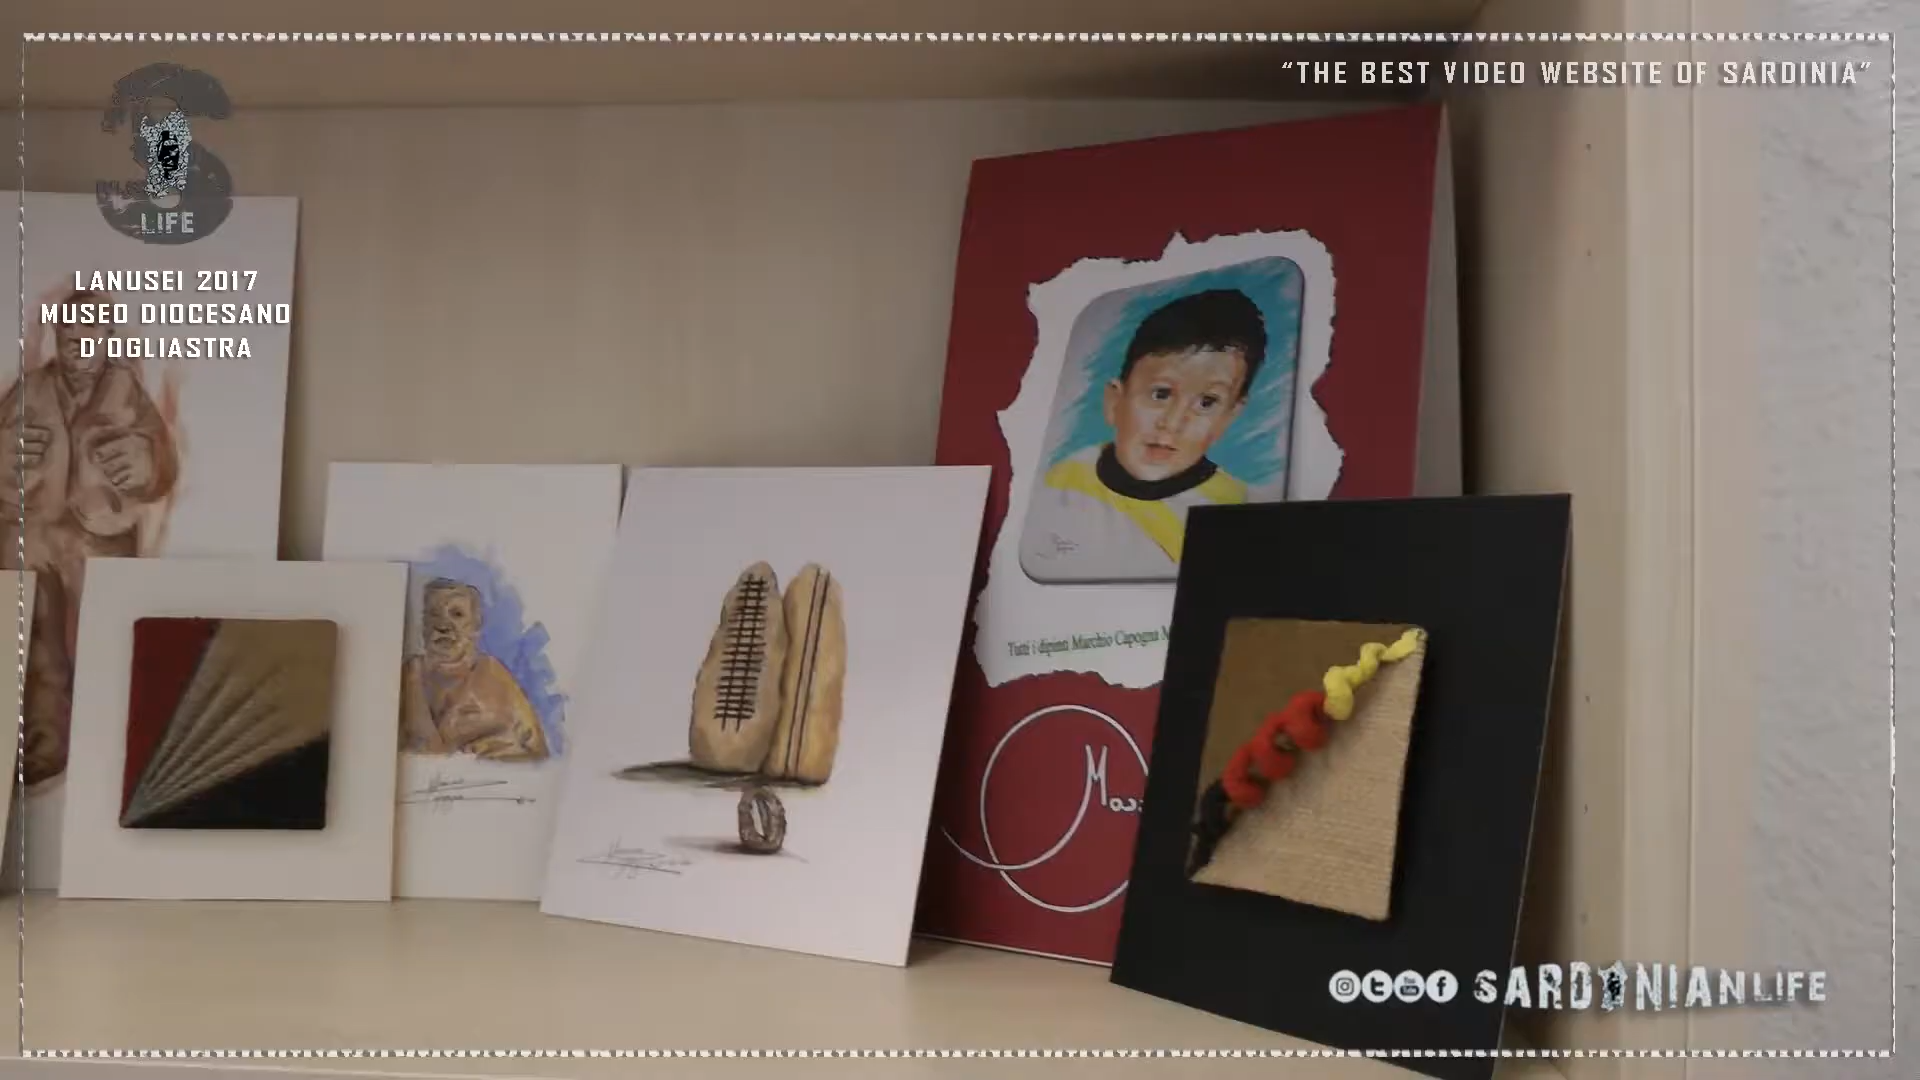 "THE BEST VIDEO WEBSITE OF SARDINIA"
LIFE
LANUSEI 2017
MUSEO DIOCESANO
D'OGLIASTRA
Tutti i dipinti Marchio Capogna
SARDINIANLIFE